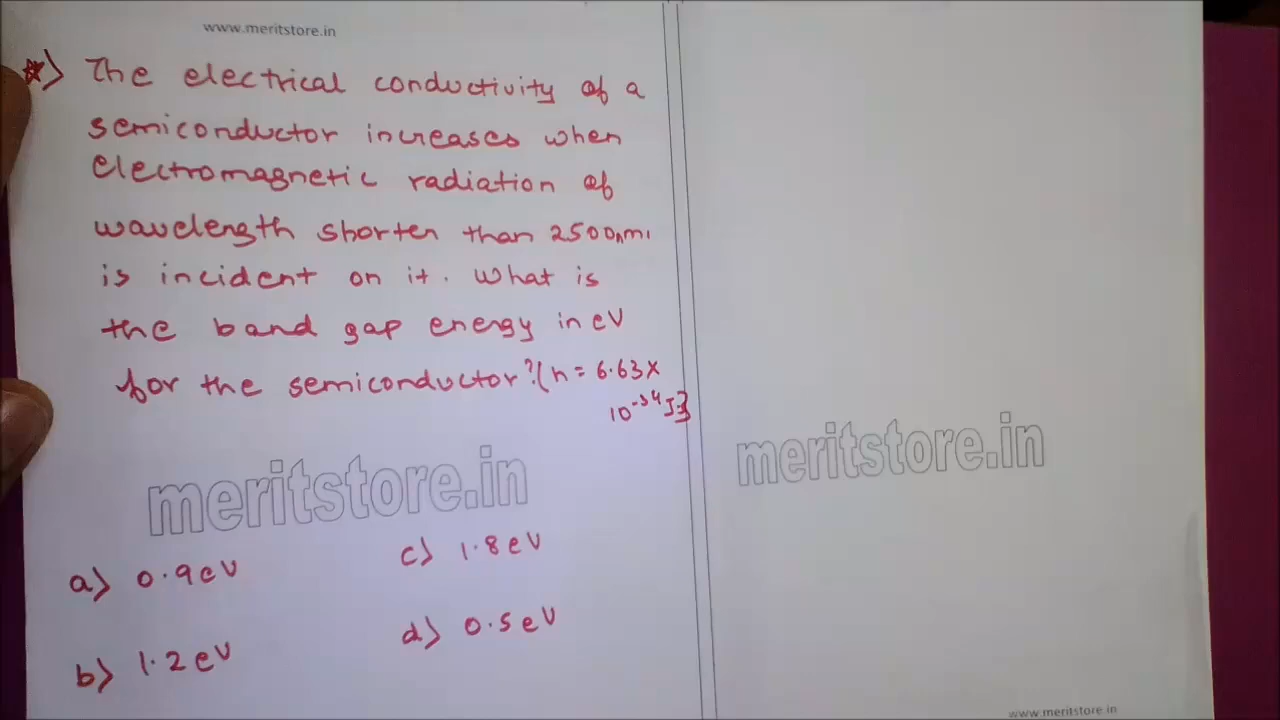 www.meritstore.in
*) The electrical conductivity of a
semiconductor increases when
electromagnetic radiation of
wavelength shorter than 2500nm.
is incident on it. What is
the band gap energy in eV
for the semiconductor?(h = 6.63x
10⁻³⁴J}
meritstore.in
a) 0.9eV
b) 1.2eV
c) 1.8eV
d) 0.5eV
meritstore.in
www.meritstore.in